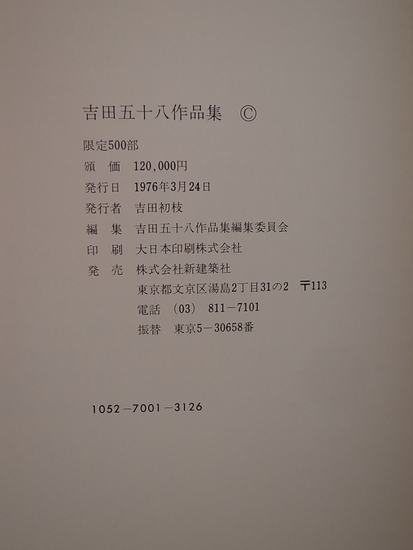 吉田五十八作品集 ©
限定500部
頒 価 120,000円
発行日 1976年3月24日
発行者 吉田初枝
編 集 吉田五十八作品集編集委員会
印 刷 大日本印刷株式会社
発 売 株式会社新建築社
東京都文京区湯島2丁目31の2 〒113
電話 (03) 811-7101
振替 東京5-30658番
1052-7001-3126